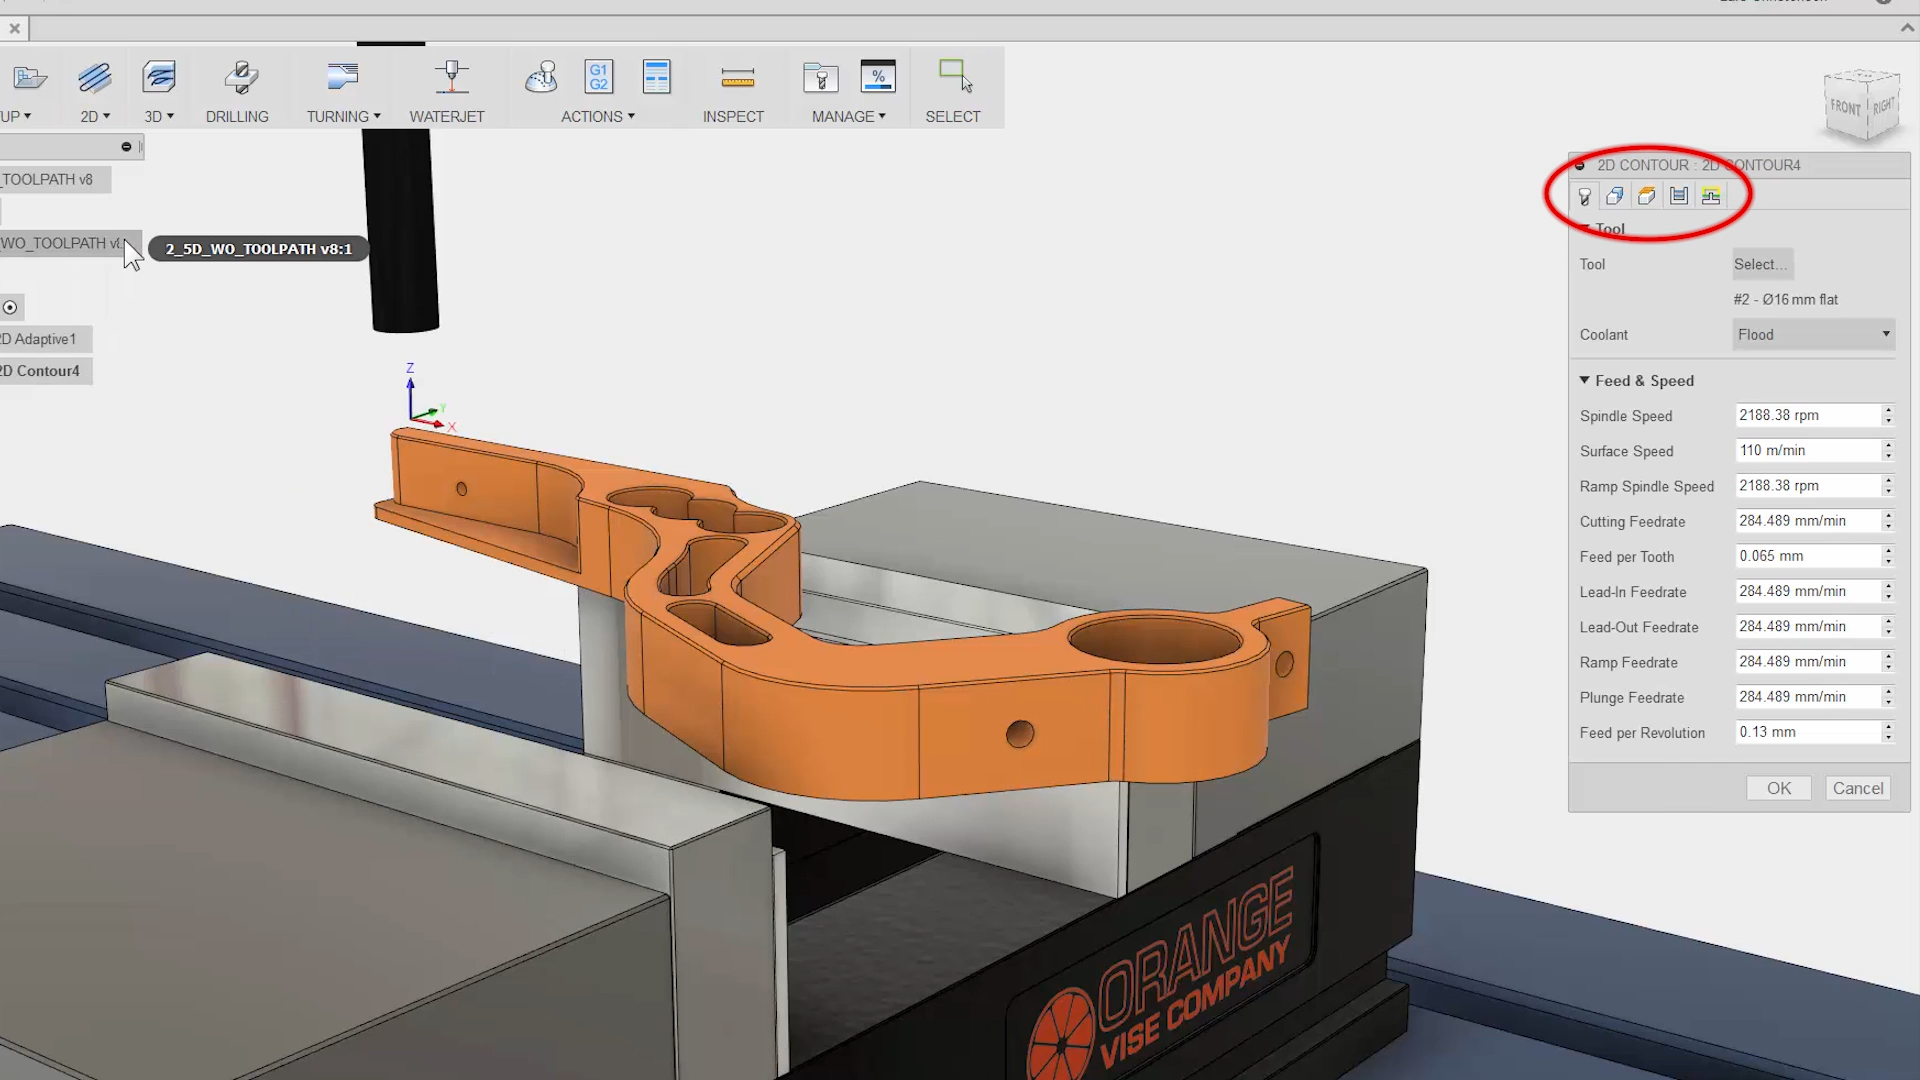 UP
2D
3D
DRILLING
TURNING
WATERJET
G1
G2
ACTIONS
INSPECT
%
MANAGE
SELECT
FRONT
RIGHT
_TOOLPATH v8
WO_TOOLPATH v8
2_5D_WO_TOOLPATH v8:1
2D Adaptive1
2D Contour4
Z
Y
X
2D CONTOUR : 2D CONTOUR4
Tool
Tool Select...
#2 - Ø16 mm flat
Coolant Flood
Feed & Speed
Spindle Speed 2188.38 rpm
Surface Speed 110 m/min
Ramp Spindle Speed 2188.38 rpm
Cutting Feedrate 284.489 mm/min
Feed per Tooth 0.065 mm
Lead-In Feedrate 284.489 mm/min
Lead-Out Feedrate 284.489 mm/min
Ramp Feedrate 284.489 mm/min
Plunge Feedrate 284.489 mm/min
Feed per Revolution 0.13 mm
OK Cancel
ORANGE
VISE COMPANY